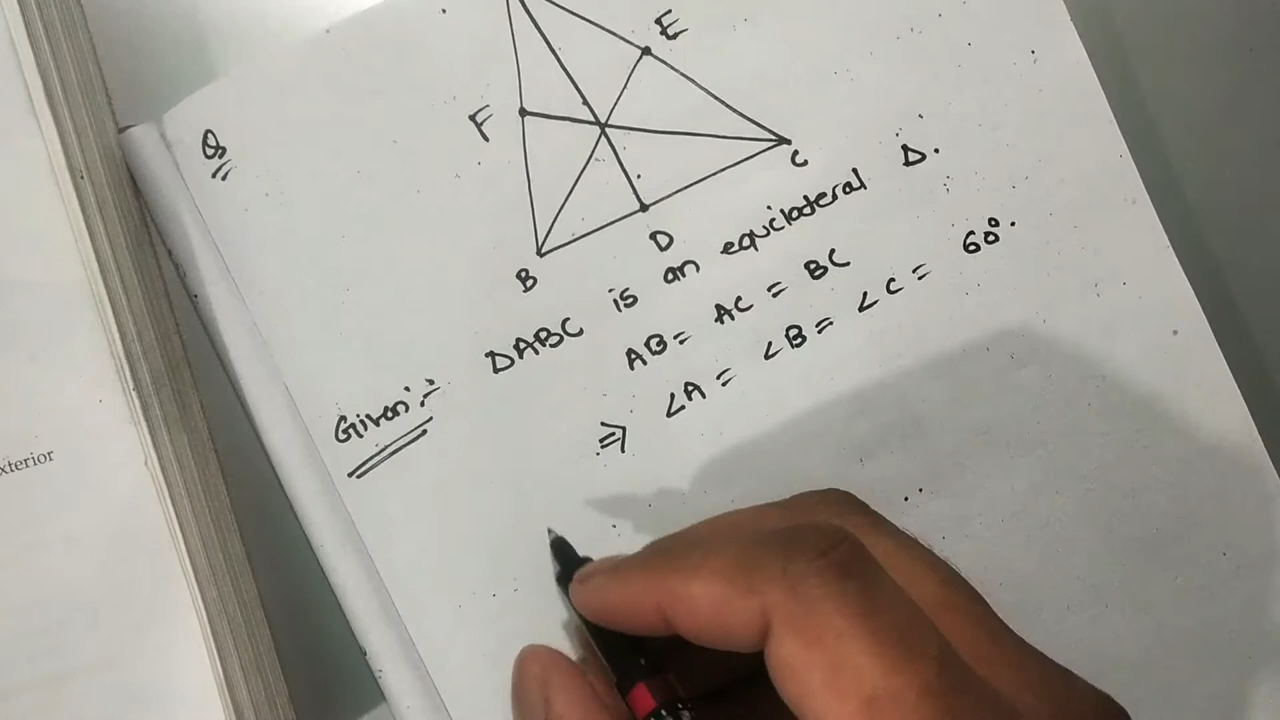 E
Q
F
C
D
B
Given:- ΔABC is an equilateral Δ.
AB = AC = BC
⇒ ∠A = ∠B = ∠C = 60°.
xterior